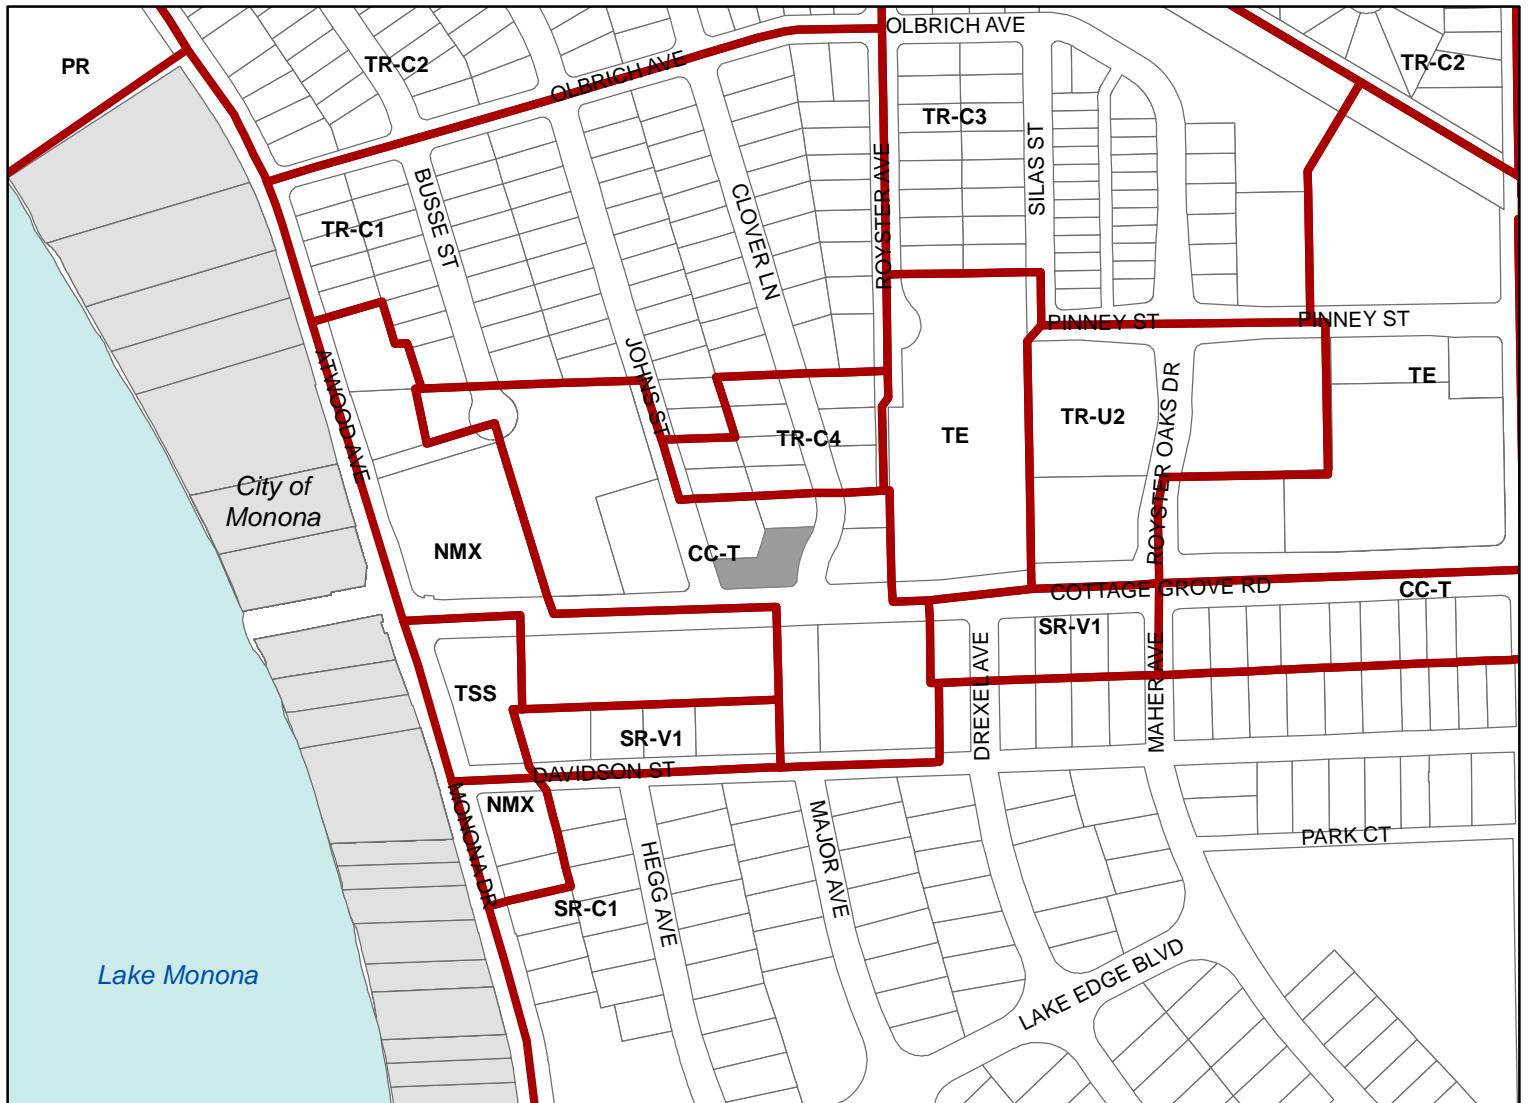 OLBRICH AVE
PR
TR-C2
OLBRICH AVE
TR-C2
TR-C3
SILAS ST
ROYSTER AVE
BUSSE ST
CLOVER LN
TR-C1
PINNEY ST
PINNEY ST
ATWOOD AVE
JOHNS ST
TE
ROYSTER OAKS DR
TR-U2
TR-C4
TE
City of
Monona
NMX
CC-T
COTTAGE GROVE RD
CC-T
SR-V1
DREXEL AVE
MAHER AVE
TSS
SR-V1
DAVIDSON ST
NMX
MONONA DR
MAJOR AVE
PARK CT
HEGG AVE
SR-C1
Lake Monona
LAKE EDGE BLVD